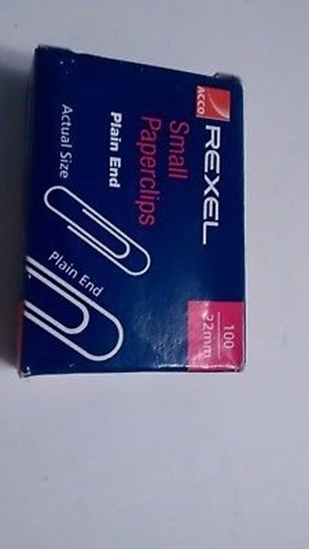 ACCO
REXEL
Small
Paperclips
Plain End
Actual Size
Plain End
100
22mm